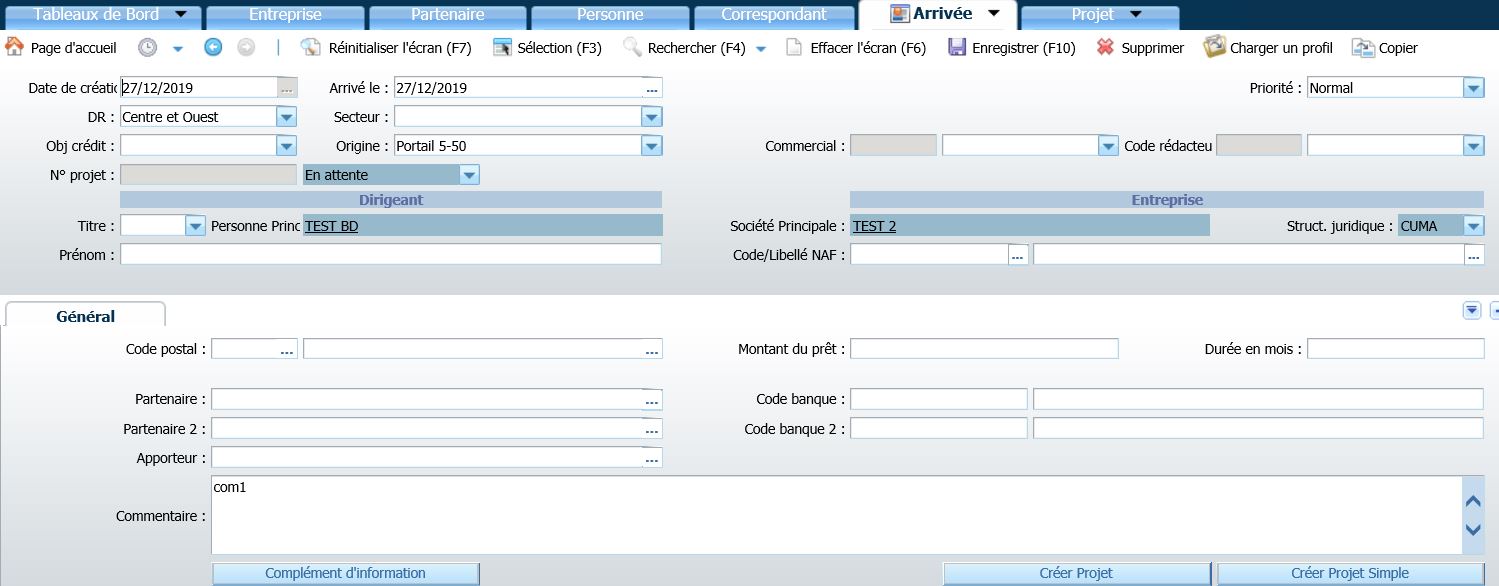 Tableaux de Bord Entreprise Partenaire Personne Correspondant Arrivée Projet
Page d'accueil Réinitialiser l'écran (F7) Sélection (F3) Rechercher (F4) Effacer l'écran (F6) Enregistrer (F10) Supprimer Charger un profil Copier
Date de créatic 27/12/2019 ... Arrivé le : 27/12/2019 ... Priorité : Normal
DR : Centre et Ouest Secteur :
Obj crédit : Origine : Portail 5-50 Commercial : Code rédacteu
N° projet : En attente
Dirigeant Entreprise
Titre : Personne Princ TEST BD Société Principale : TEST 2 Struct. juridique : CUMA
Prénom : Code/Libellé NAF : ... ...
Général
Code postal : ... ... Montant du prêt : Durée en mois :
Partenaire : ... Code banque :
Partenaire 2 : ... Code banque 2 :
Apporteur : ...
com1
Commentaire :
Complément d'information Créer Projet Créer Projet Simple